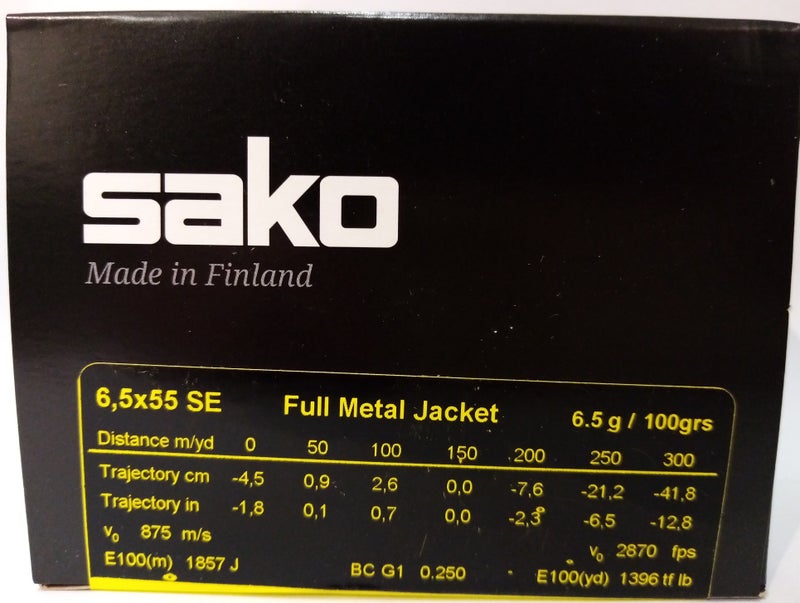 sako
Made in Finland
6,5x55 SE Full Metal Jacket 6.5 g / 100grs
Distance m/yd 0 50 100 150 200 250 300
Trajectory cm -4,5 0,9 2,6 0,0 -7,6 -21,2 -41,8
Trajectory in -1,8 0,1 0,7 0,0 -2,3 -6,5 -12,8
v₀ 875 m/s v₀ 2870 fps
E100(m) 1857 J BC G1 0.250 E100(yd) 1396 tf lb